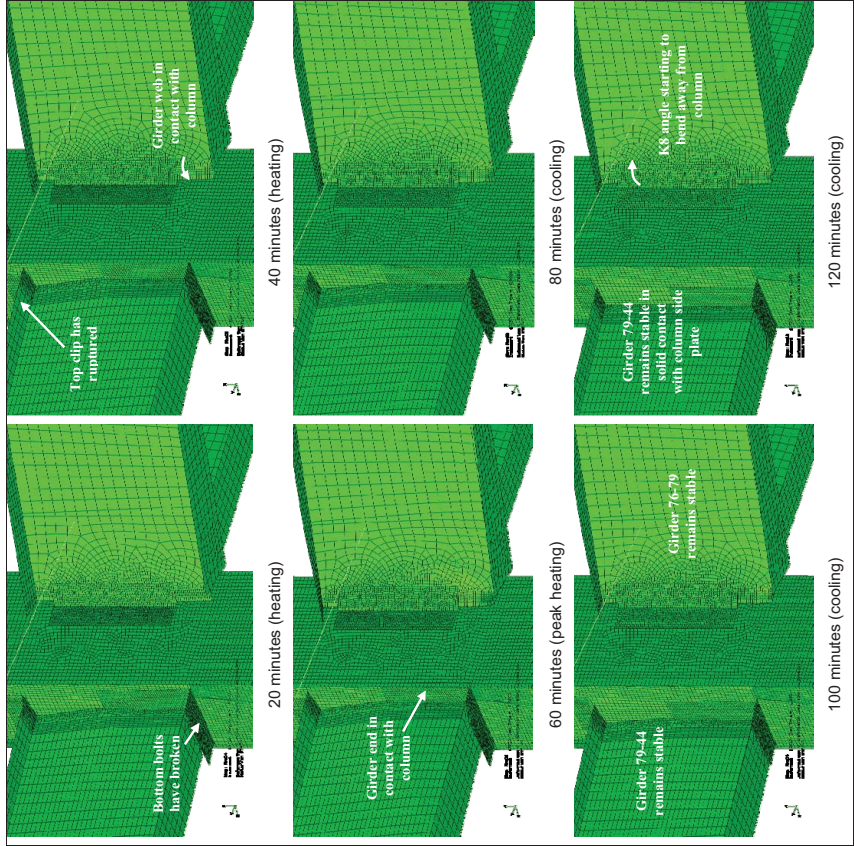 Bottom bolts
have broken
20 minutes (heating)
Top clip has
ruptured
Girder web in
contact with
column
40 minutes (heating)
Girder end in
contact with
column
60 minutes (peak heating)
80 minutes (cooling)
Girder 79-44
remains stable
Girder 76-79
remains stable
100 minutes (cooling)
Girder 79-44
remains stable in
solid contact
with column side
plate
K8 angle starting to
bend away from
column
120 minutes (cooling)